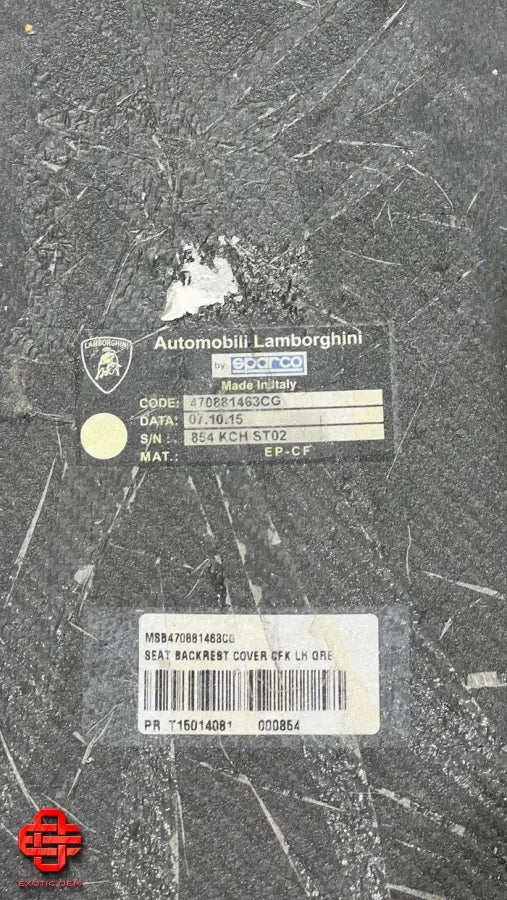 LAMBORGHINI
Automobili Lamborghini
by sparco
Made in Italy
CODE: 470881463CG
DATA: 07.10.15
S/N : 854 KCH ST02
MAT.: EP-CF
MSB470881463CG
SEAT BACKREST COVER CFK LH GRE
PR T15014081 000854
EXOTIC OEM